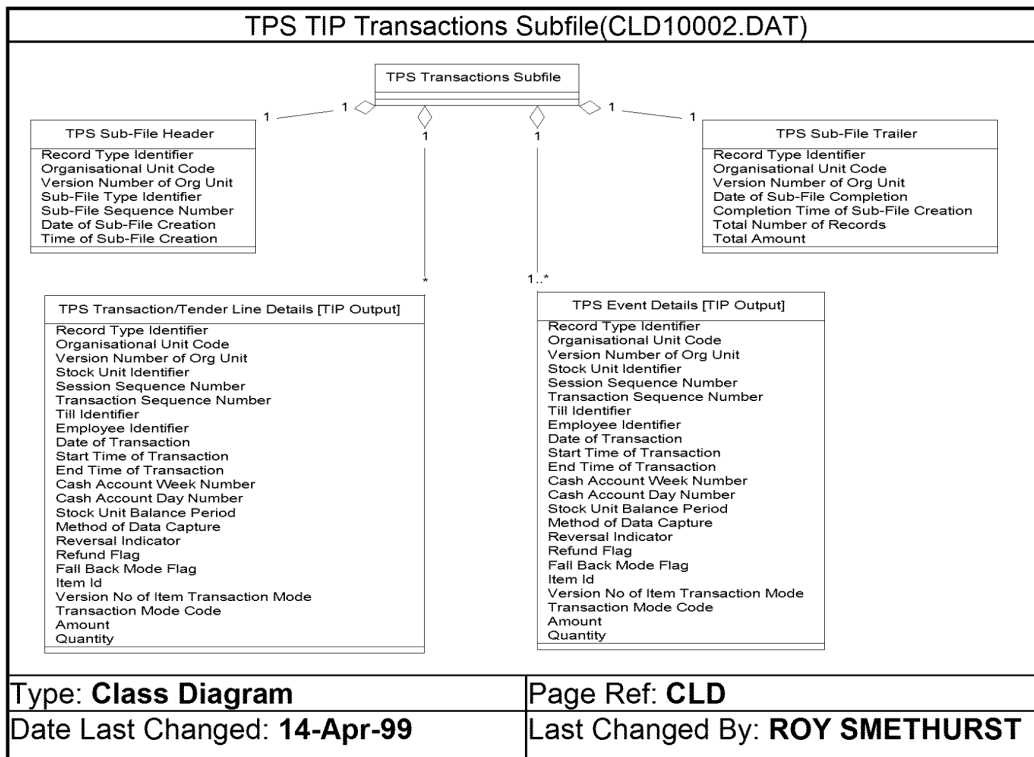 TPS TIP Transactions Subfile(CLD10002.DAT)
TPS Transactions Subfile
1
1
1
1
1
1
TPS Sub-File Header
Record Type Identifier
Organisational Unit Code
Version Number of Org Unit
Sub-File Type Identifier
Sub-File Sequence Number
Date of Sub-File Creation
Time of Sub-File Creation
TPS Sub-File Trailer
Record Type Identifier
Organisational Unit Code
Version Number of Org Unit
Date of Sub-File Completion
Completion Time of Sub-File Creation
Total Number of Records
Total Amount
*
1..*
TPS Transaction/Tender Line Details [TIP Output]
Record Type Identifier
Organisational Unit Code
Version Number of Org Unit
Stock Unit Identifier
Session Sequence Number
Transaction Sequence Number
Till Identifier
Employee Identifier
Date of Transaction
Start Time of Transaction
End Time of Transaction
Cash Account Week Number
Cash Account Day Number
Stock Unit Balance Period
Method of Data Capture
Reversal Indicator
Refund Flag
Fall Back Mode Flag
Item Id
Version No of Item Transaction Mode
Transaction Mode Code
Amount
Quantity
TPS Event Details [TIP Output]
Record Type Identifier
Organisational Unit Code
Version Number of Org Unit
Stock Unit Identifier
Session Sequence Number
Transaction Sequence Number
Till Identifier
Employee Identifier
Date of Transaction
Start Time of Transaction
End Time of Transaction
Cash Account Week Number
Cash Account Day Number
Stock Unit Balance Period
Method of Data Capture
Reversal Indicator
Refund Flag
Fall Back Mode Flag
Item Id
Version No of Item Transaction Mode
Transaction Mode Code
Amount
Quantity
Type: Class Diagram
Page Ref: CLD
Date Last Changed: 14-Apr-99
Last Changed By: ROY SMETHURST